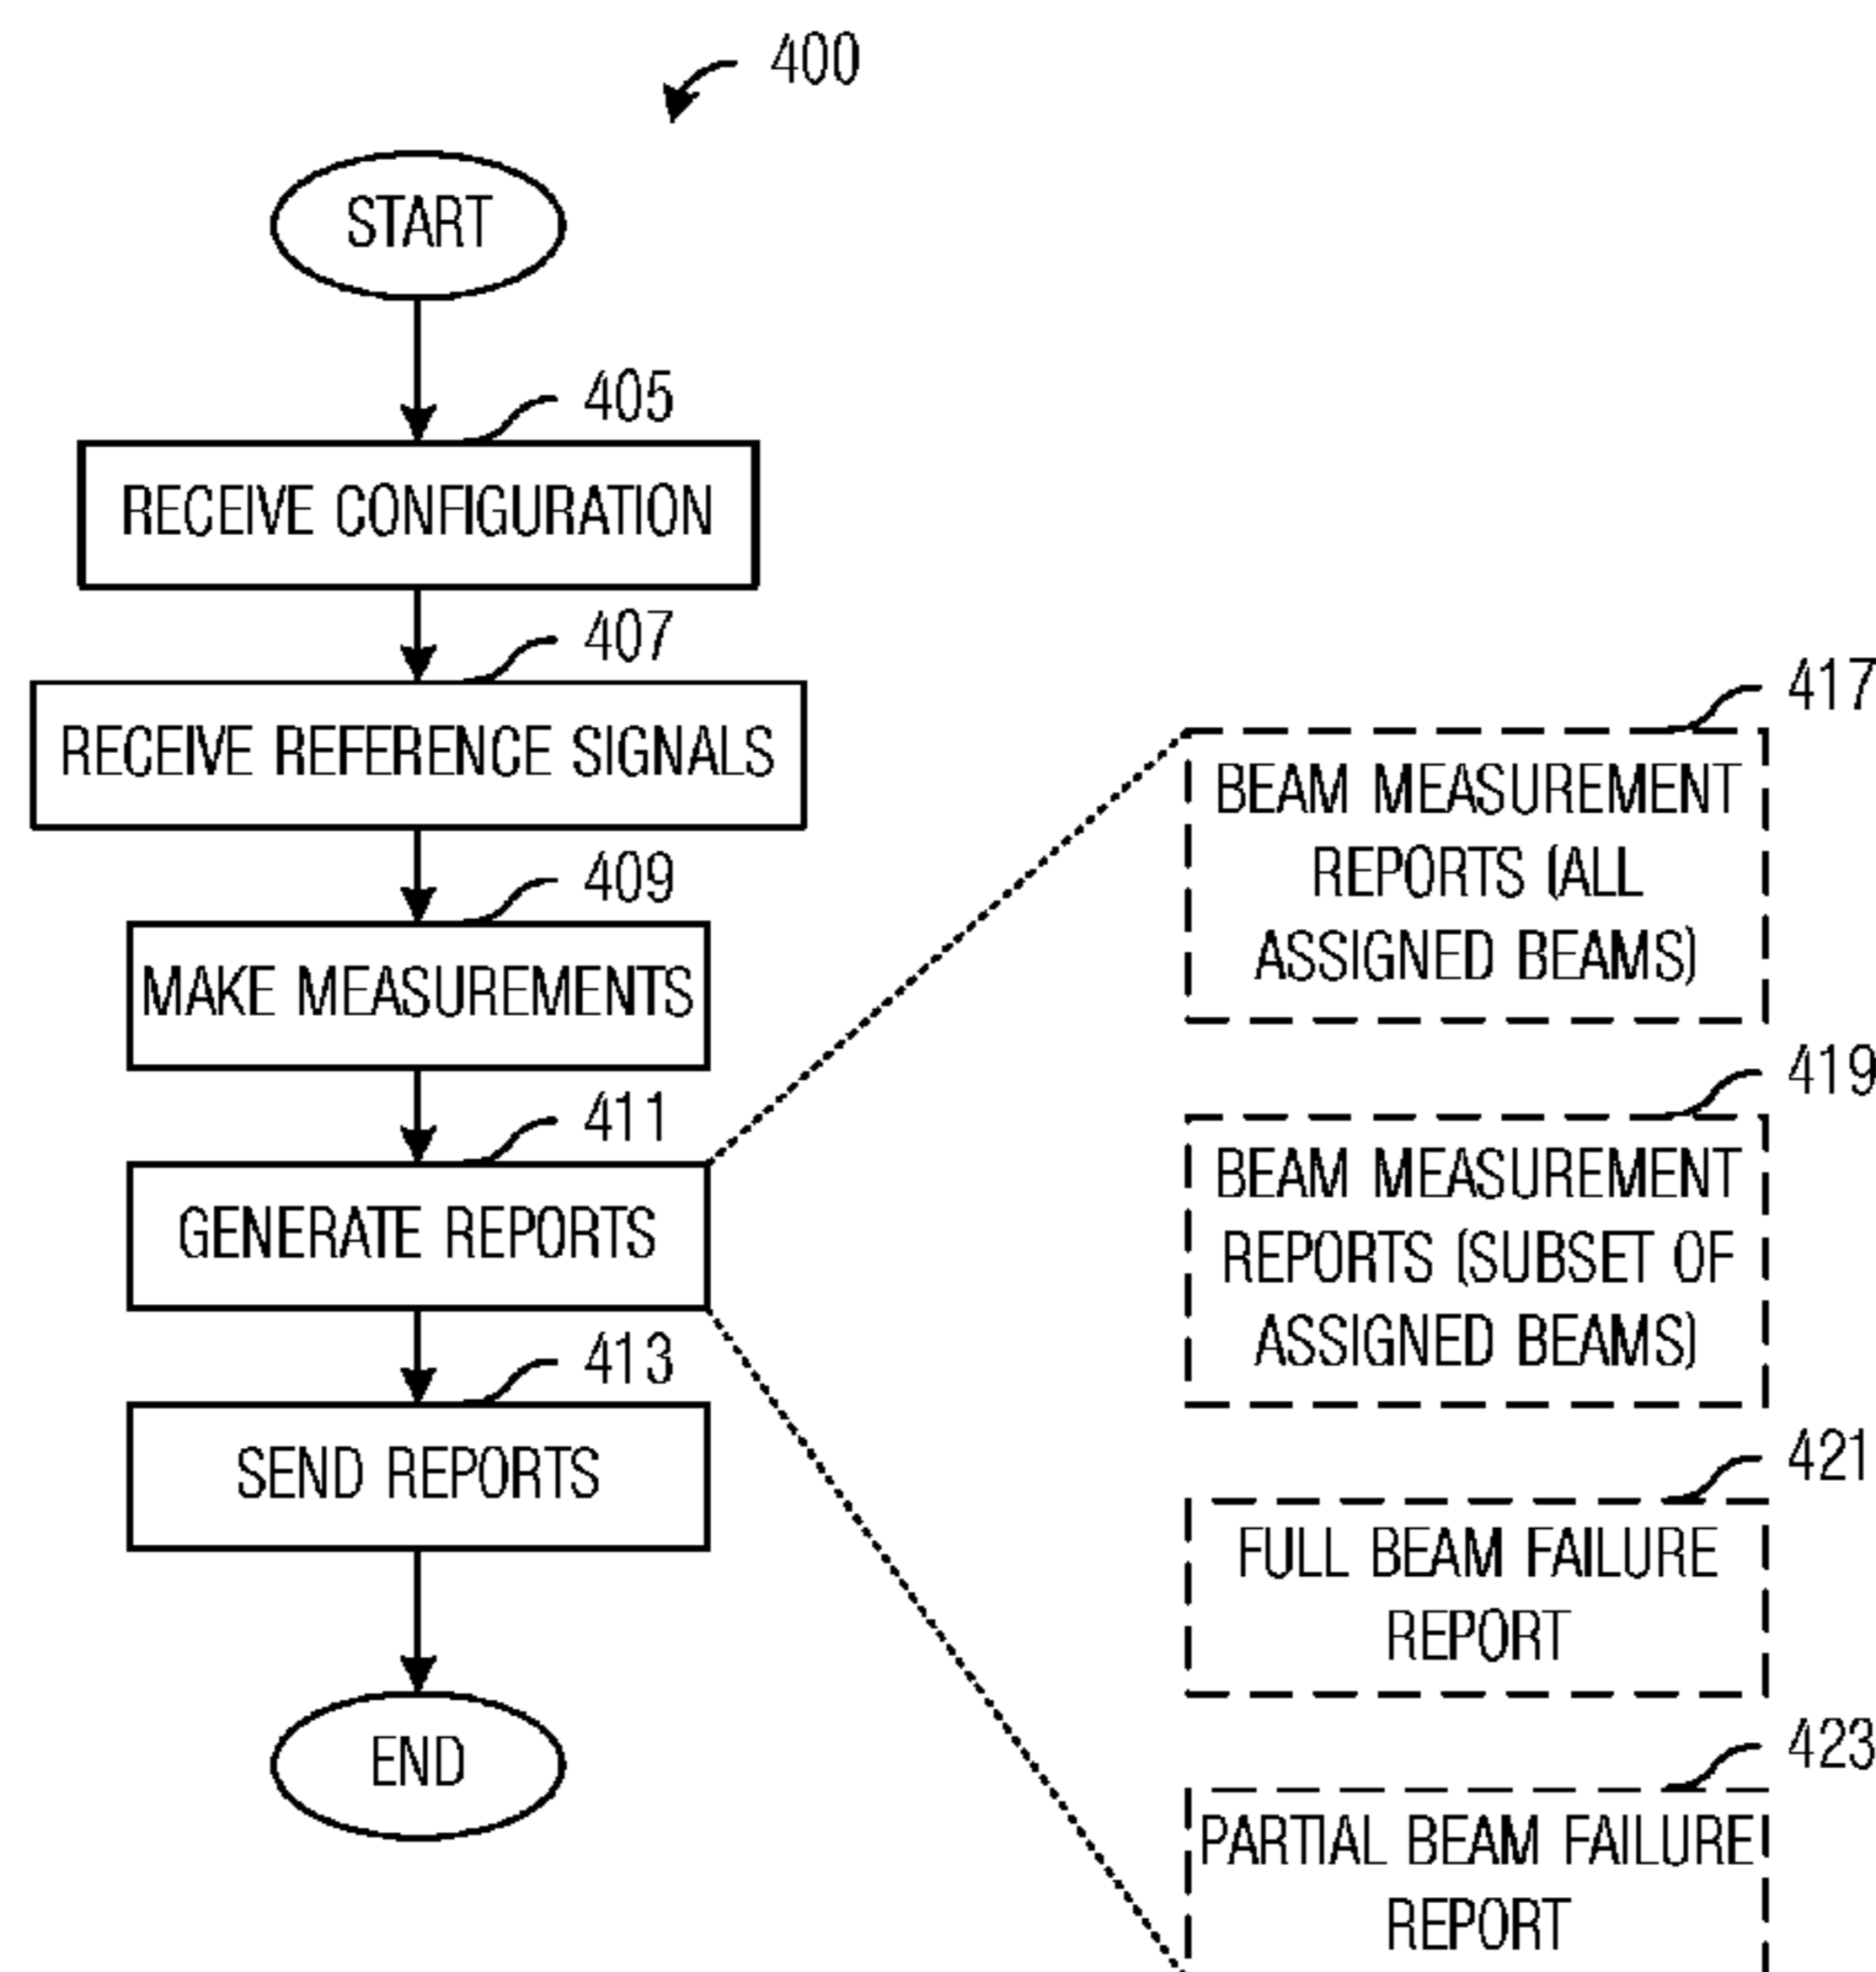 400
START
405
RECEIVE CONFIGURATION
407
RECEIVE REFERENCE SIGNALS
409
MAKE MEASUREMENTS
411
GENERATE REPORTS
413
SEND REPORTS
END
417
BEAM MEASUREMENT
REPORTS (ALL
ASSIGNED BEAMS)
419
BEAM MEASUREMENT
REPORTS (SUBSET OF
ASSIGNED BEAMS)
421
FULL BEAM FAILURE
REPORT
423
PARTIAL BEAM FAILURE
REPORT